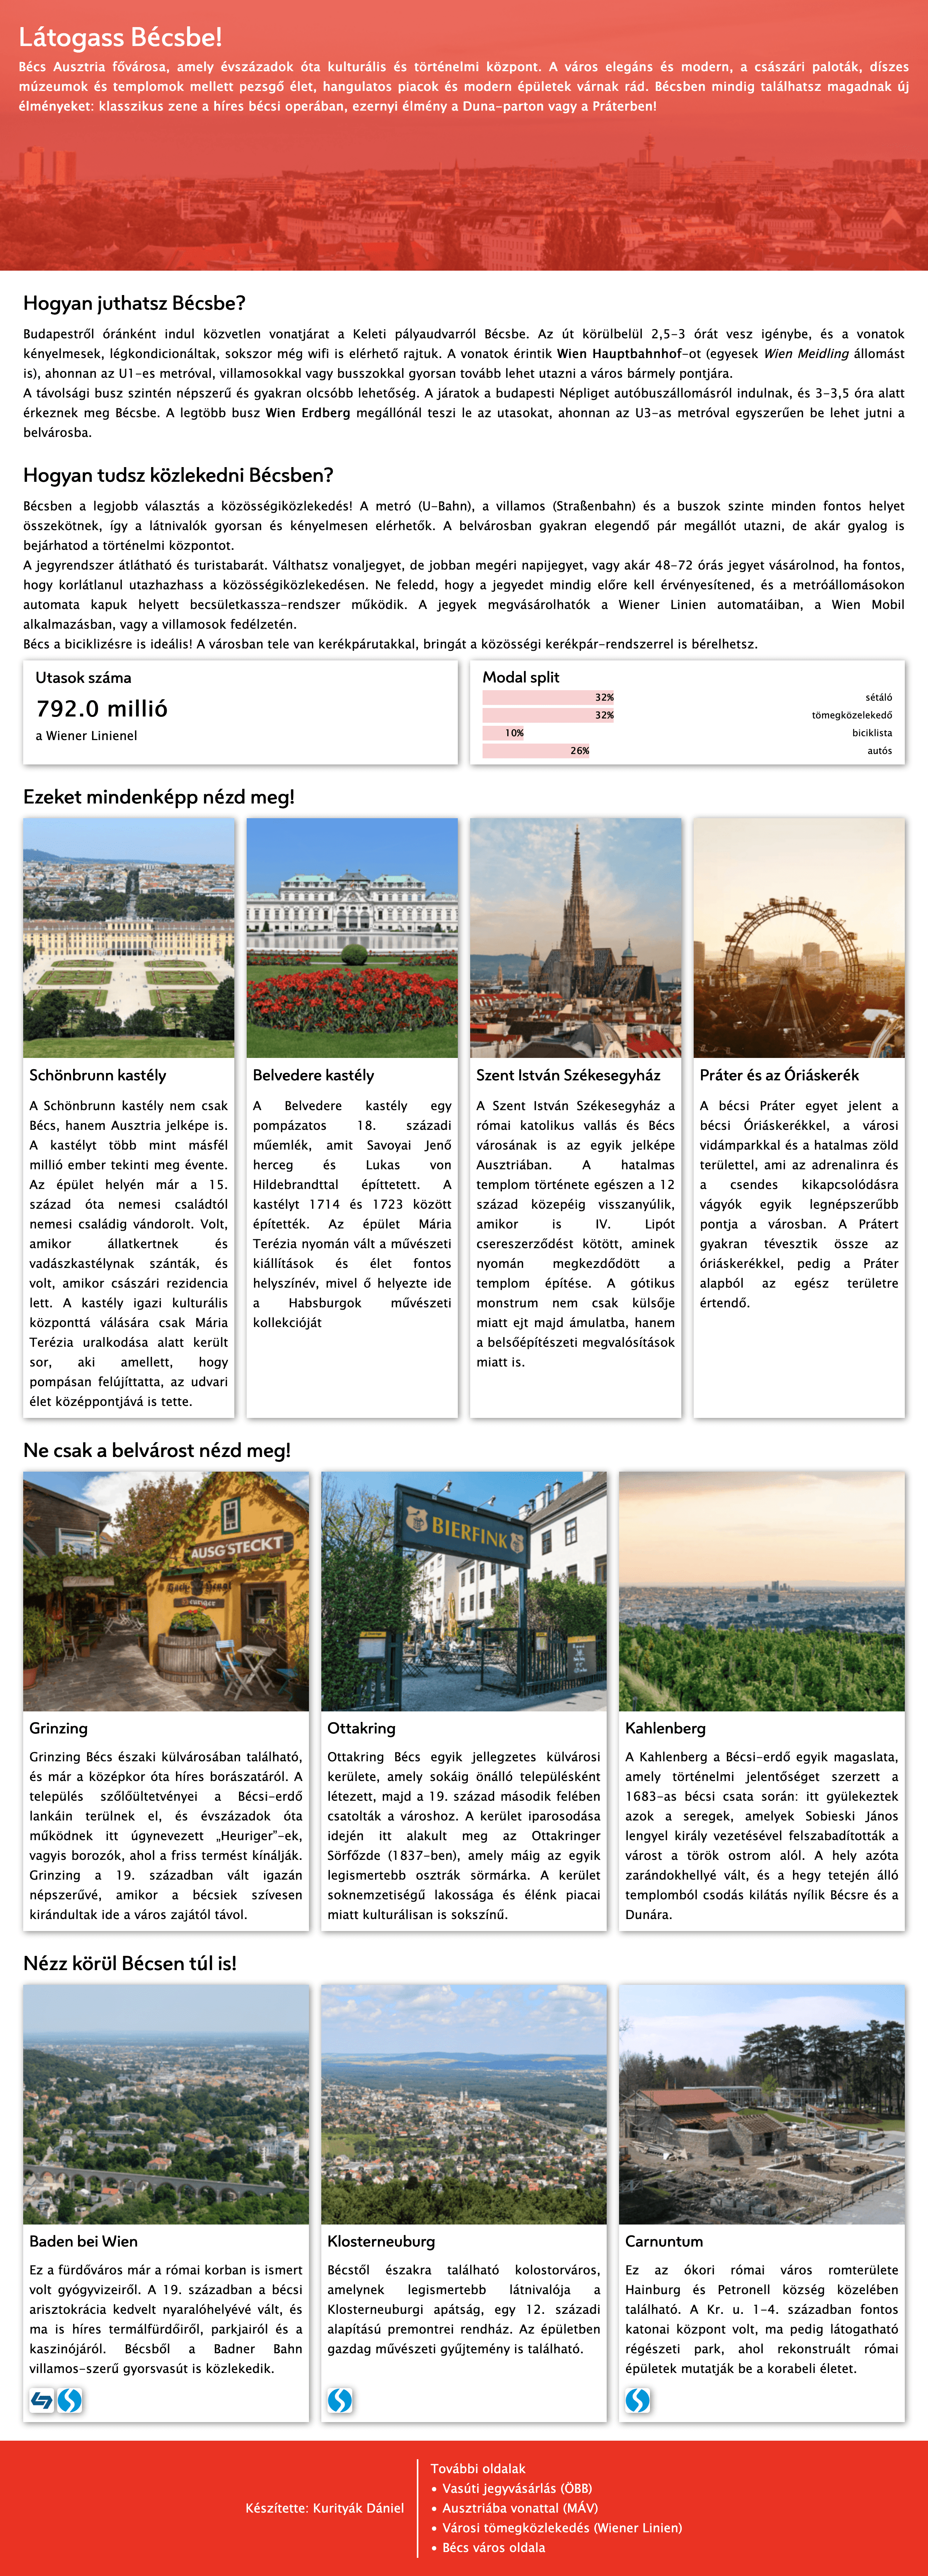 Látogass Bécsbe!
Bécs Ausztria fővárosa, amely évszázadok óta kulturális és történelmi központ. A város elegáns és modern, a császári paloták, díszes
múzeumok és templomok mellett pezsgő élet, hangulatos piacok és modern épületek várnak rád. Bécsben mindig találhatsz magadnak új
élményeket: klasszikus zene a híres bécsi operában, ezernyi élmény a Duna-parton vagy a Práterben!
Hogyan juthatsz Bécsbe?
Budapestről óránként indul közvetlen vonatjárat a Keleti pályaudvarról Bécsbe. Az út körülbelül 2,5-3 órát vesz igénybe, és a vonatok
kényelmesek, légkondicionáltak, sokszor még wifi is elérhető rajtuk. A vonatok érintik Wien Hauptbahnhof-ot (egyesek Wien Meidling állomást
is), ahonnan az U1-es metróval, villamosokkal vagy busszokkal gyorsan tovább lehet utazni a város bármely pontjára.
A távolsági busz szintén népszerű és gyakran olcsóbb lehetőség. A járatok a budapesti Népliget autóbuszállomásról indulnak, és 3-3,5 óra alatt
érkeznek meg Bécsbe. A legtöbb busz Wien Erdberg megállónál teszi le az utasokat, ahonnan az U3-as metróval egyszerűen be lehet jutni a
belvárosba.
Hogyan tudsz közlekedni Bécsben?
Bécsben a legjobb választás a közösségiközlekedés! A metró (U-Bahn), a villamos (Straßenbahn) és a buszok szinte minden fontos helyet
összekötnek, így a látnivalók gyorsan és kényelmesen elérhetők. A belvárosban gyakran elegendő pár megállót utazni, de akár gyalog is
bejárhatod a történelmi központot.
A jegyrendszer átlátható és turistabarát. Válthatsz vonaljegyet, de jobban megéri napijegyet, vagy akár 48-72 órás jegyet vásárolnod, ha fontos,
hogy korlátlanul utazhazhass a közösségiközlekedésen. Ne feledd, hogy a jegyedet mindig előre kell érvényesítened, és a metróállomásokon
automata kapuk helyett becsületkassza-rendszer működik. A jegyek megvásárolhatók a Wiener Linien automatáiban, a Wien Mobil
alkalmazásban, vagy a villamosok fedélzetén.
Bécs a biciklizésre is ideális! A városban tele van kerékpárutakkal, bringát a közösségi kerékpár-rendszerrel is bérelhetsz.
Utasok száma
792.0 millió
a Wiener Linienel
Modal split
32% sétáló
32% tömegközelekedő
10% biciklista
26% autós
Ezeket mindenképp nézd meg!
Schönbrunn kastély
A Schönbrunn kastély nem csak
Bécs, hanem Ausztria jelképe is.
A kastélyt több mint másfél
millió ember tekinti meg évente.
Az épület helyén már a 15.
század óta nemesi családtól
nemesi családig vándorolt. Volt,
amikor állatkertnek és
vadászkastélynak szánták, és
volt, amikor császári rezidencia
lett. A kastély igazi kulturális
központtá válására csak Mária
Terézia uralkodása alatt került
sor, aki amellett, hogy
pompásan felújíttatta, az udvari
élet középpontjává is tette.
Belvedere kastély
A Belvedere kastély egy
pompázatos 18. századi
műemlék, amit Savoyai Jenő
herceg és Lukas von
Hildebrandttal építtetett. A
kastélyt 1714 és 1723 között
építették. Az épület Mária
Terézia nyomán vált a művészeti
kiállítások és élet fontos
helyszínév, mivel ő helyezte ide
a Habsburgok művészeti
kollekcióját
Szent István Székesegyház
A Szent István Székesegyház a
római katolikus vallás és Bécs
városának is az egyik jelképe
Ausztriában. A hatalmas
templom története egészen a 12
század közepéig visszanyúlik,
amikor is IV. Lipót
csereszerződést kötött, aminek
nyomán megkezdődött a
templom építése. A gótikus
monstrum nem csak külsője
miatt ejt majd ámulatba, hanem
a belsőépítészeti megvalósítások
miatt is.
Práter és az Óriáskerék
A bécsi Práter egyet jelent a
bécsi Óriáskerékkel, a városi
vidámparkkal és a hatalmas zöld
területtel, ami az adrenalinra és
a csendes kikapcsolódásra
vágyók egyik legnépszerűbb
pontja a városban. A Prátert
gyakran tévesztik össze az
óriáskerékkel, pedig a Práter
alapból az egész területre
értendő.
Ne csak a belvárost nézd meg!
AUSG'STECKT
Heuriger
BIERFINK
Grinzing
Grinzing Bécs északi külvárosában található,
és már a középkor óta híres borászatáról. A
település szőlőültetvényei a Bécsi-erdő
lankáin terülnek el, és évszázadok óta
működnek itt úgynevezett „Heuriger”-ek,
vagyis borozók, ahol a friss termést kínálják.
Grinzing a 19. században vált igazán
népszerűvé, amikor a bécsiek szívesen
kirándultak ide a város zajától távol.
Ottakring
Ottakring Bécs egyik jellegzetes külvárosi
kerülete, amely sokáig önálló településként
létezett, majd a 19. század második felében
csatolták a városhoz. A kerület iparosodása
idején itt alakult meg az Ottakringer
Sörfőzde (1837-ben), amely máig az egyik
legismertebb osztrák sörmárka. A kerület
soknemzetiségű lakossága és élénk piacai
miatt kulturálisan is sokszínű.
Kahlenberg
A Kahlenberg a Bécsi-erdő egyik magaslata,
amely történelmi jelentőséget szerzett a
1683-as bécsi csata során: itt gyülekeztek
azok a seregek, amelyek Sobieski János
lengyel király vezetésével felszabadították a
várost a török ostrom alól. A hely azóta
zarándokhellyé vált, és a hegy tetején álló
templomból csodás kilátás nyílik Bécsre és a
Dunára.
Nézz körül Bécsen túl is!
Baden bei Wien
Ez a fürdőváros már a római korban is ismert
volt gyógyvizeiről. A 19. században a bécsi
arisztokrácia kedvelt nyaralóhelyévé vált, és
ma is híres termálfürdőiről, parkjairól és a
kaszinójáról. Bécsből a Badner Bahn
villamos-szerű gyorsvasút is közlekedik.
Klosterneuburg
Bécstől északra található kolostorváros,
amelynek legismertebb látnivalója a
Klosterneuburgi apátság, egy 12. századi
alapítású premontrei rendház. Az épületben
gazdag művészeti gyűjtemény is található.
Carnuntum
Ez az ókori római város romterülete
Hainburg és Petronell község közelében
található. A Kr. u. 1-4. században fontos
katonai központ volt, ma pedig látogatható
régészeti park, ahol rekonstruált római
épületek mutatják be a korabeli életet.
Készítette: Kurityák Dániel
További oldalak
• Vasúti jegyvásárlás (ÖBB)
• Ausztriába vonattal (MÁV)
• Városi tömegközlekedés (Wiener Linien)
• Bécs város oldala